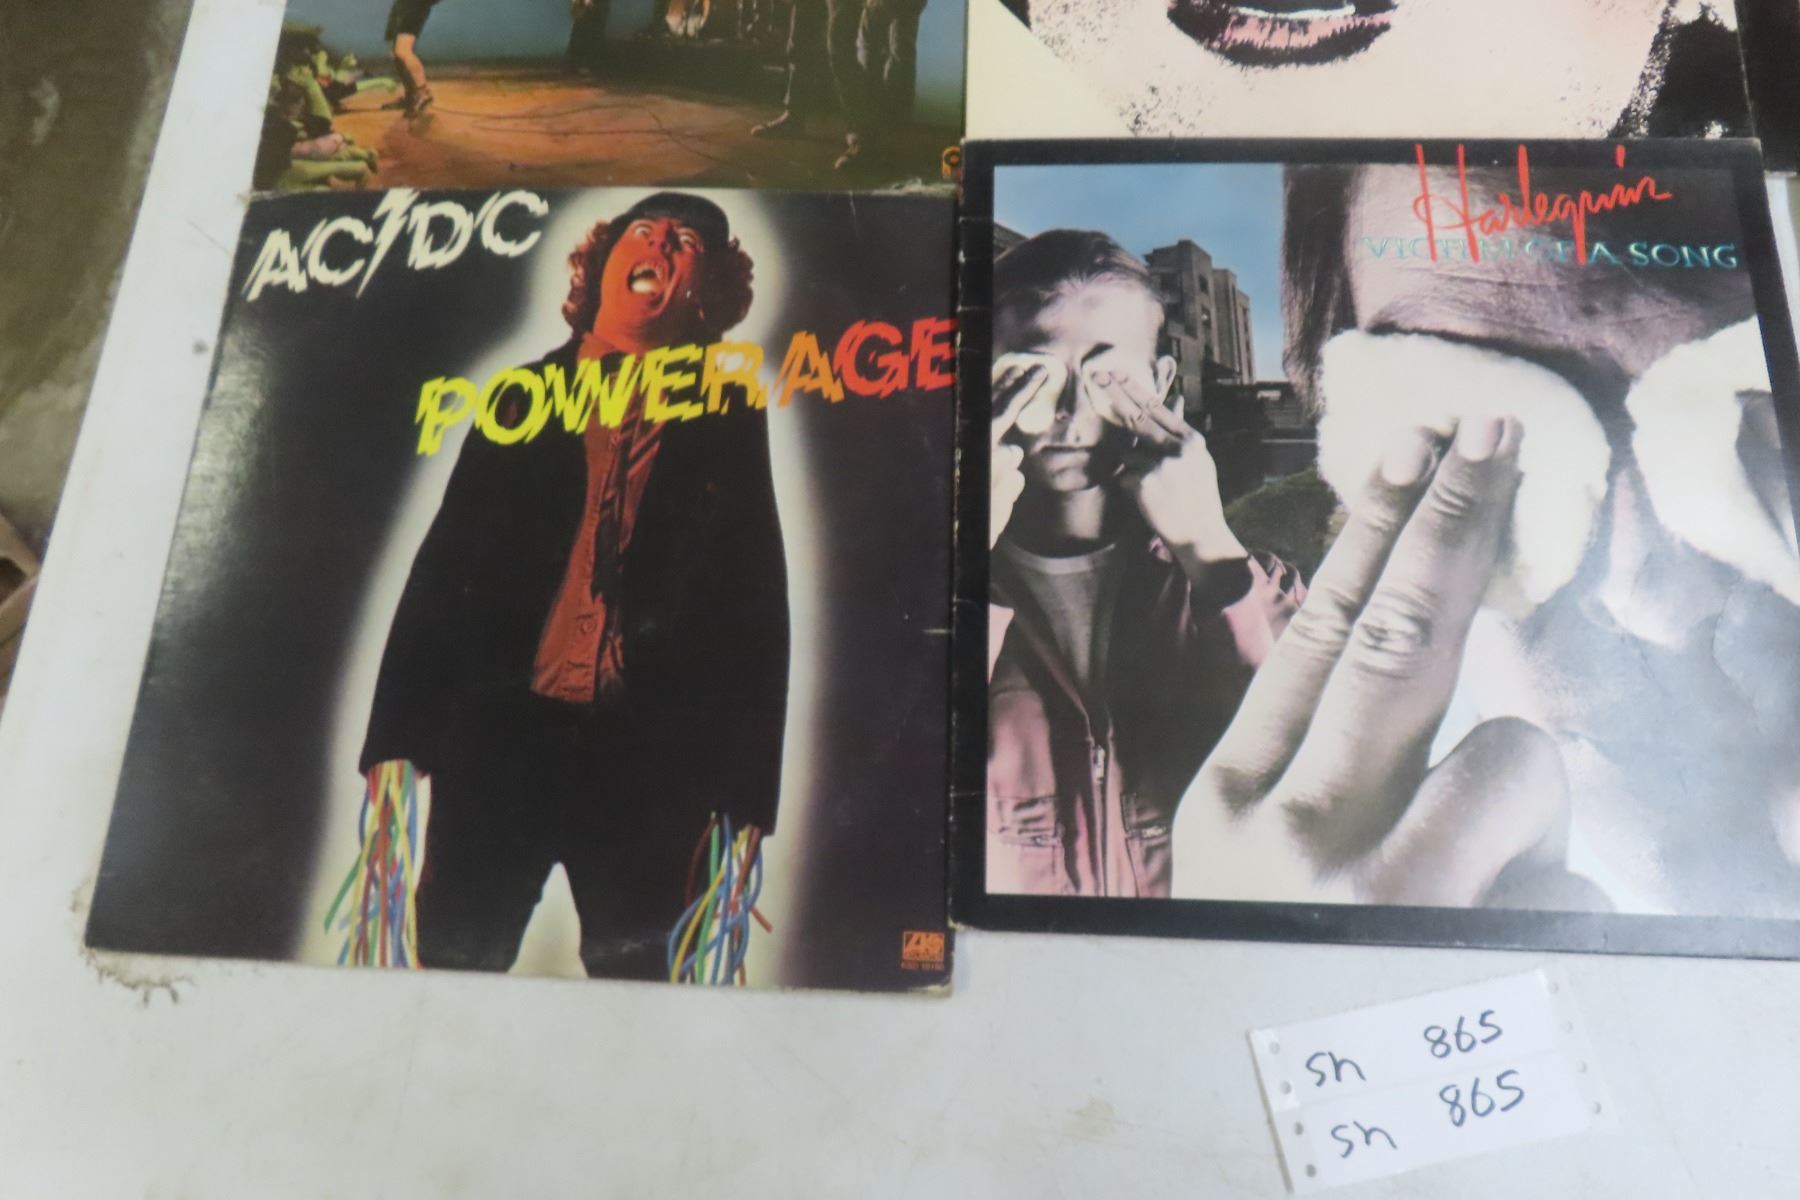 AC/DC
POWERAGE
Harlequin
VICTIM OF A SONG
sh 865
sh 865